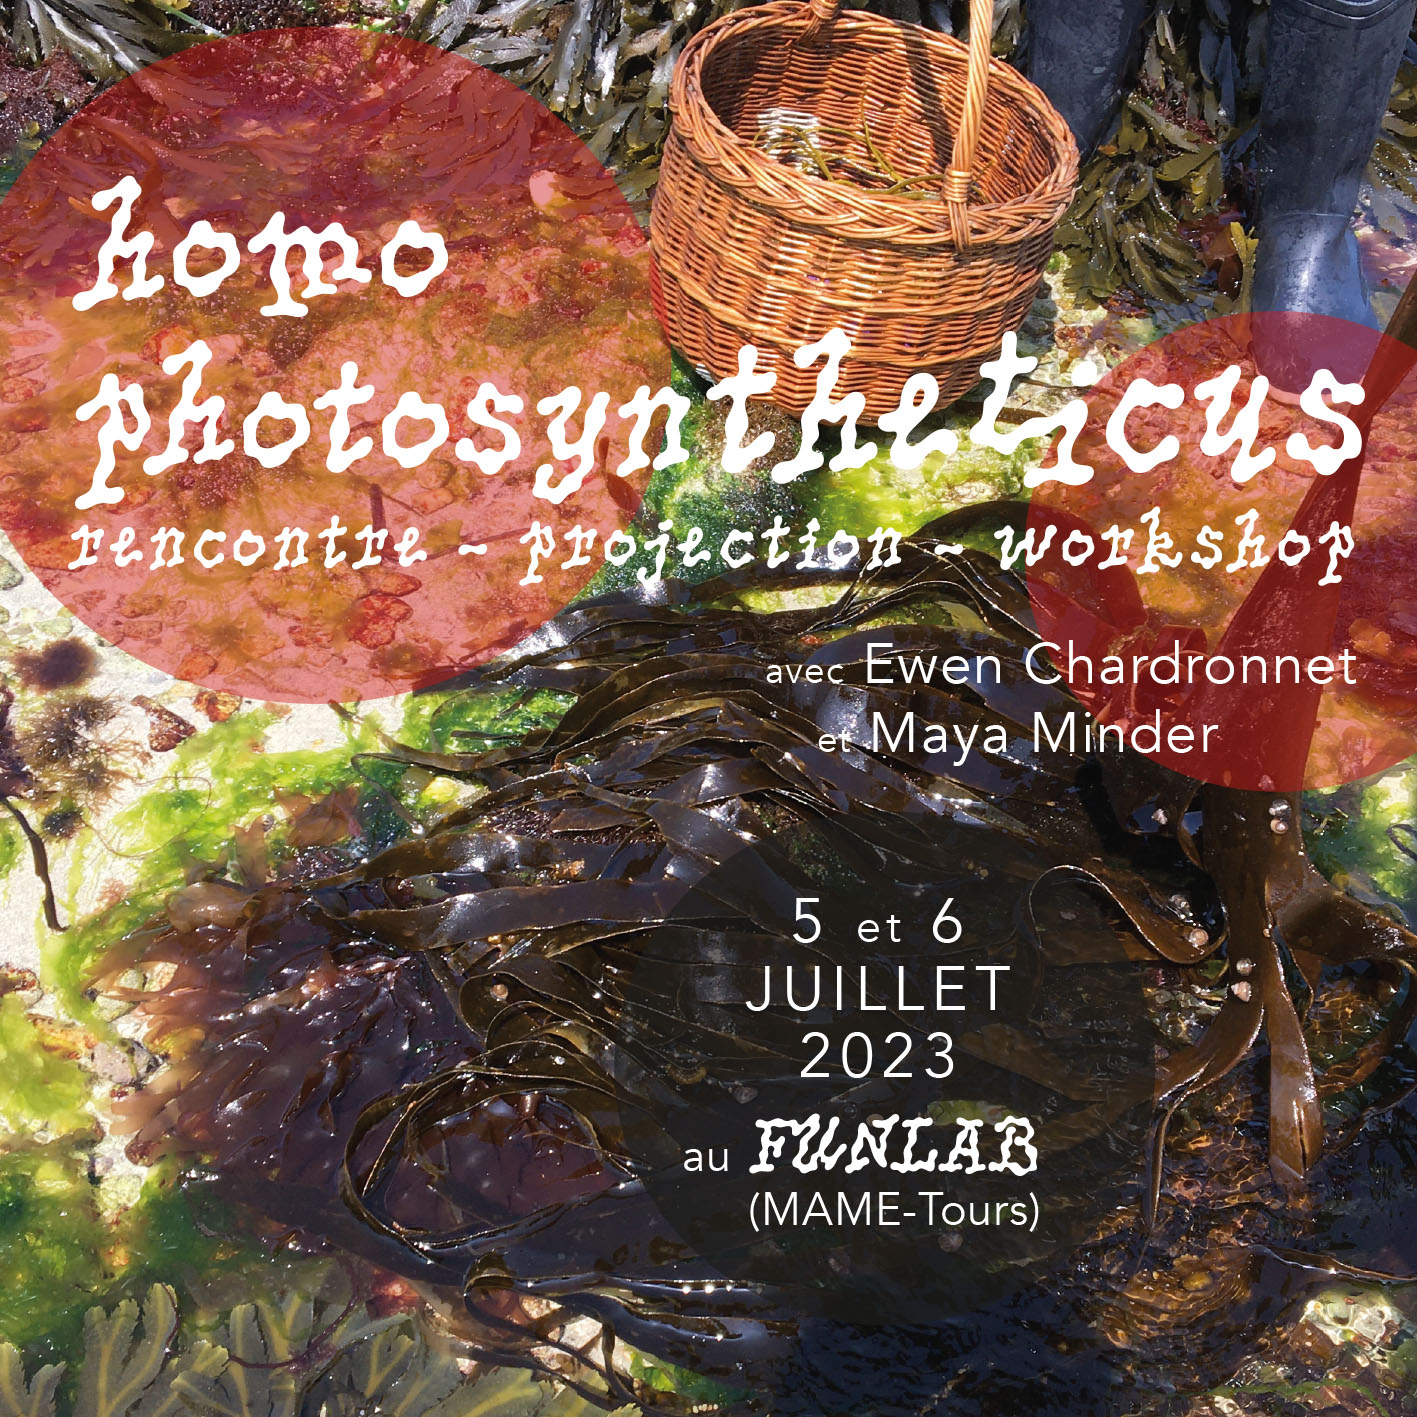 homo
photosyntheticus
rencontre - projection - workshop
avec Ewen Chardronnet
et Maya Minder
5 et 6
JUILLET
2023
au FUNLAB
(MAME-Tours)